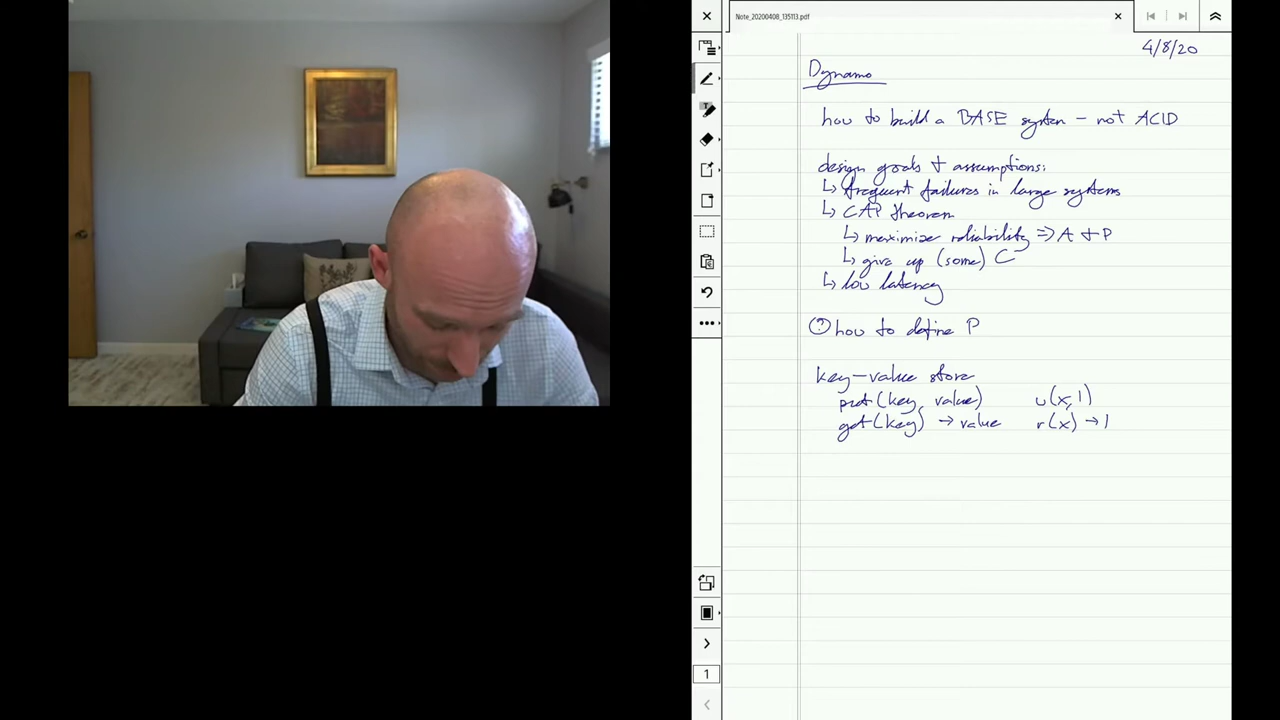 Note_20200408_135113.pdf
4/8/20
Dynamo
how to build a BASE system - not ACID
design goals + assumptions:
↳ frequent failures in large systems
↳ CAP theorem
↳ maximize reliability ⇒ A + P
↳ give up (some) C
↳ low latency
? how to define P
key-value store
put(key, value) w(x,1)
get(key) → value r(x) → 1
1